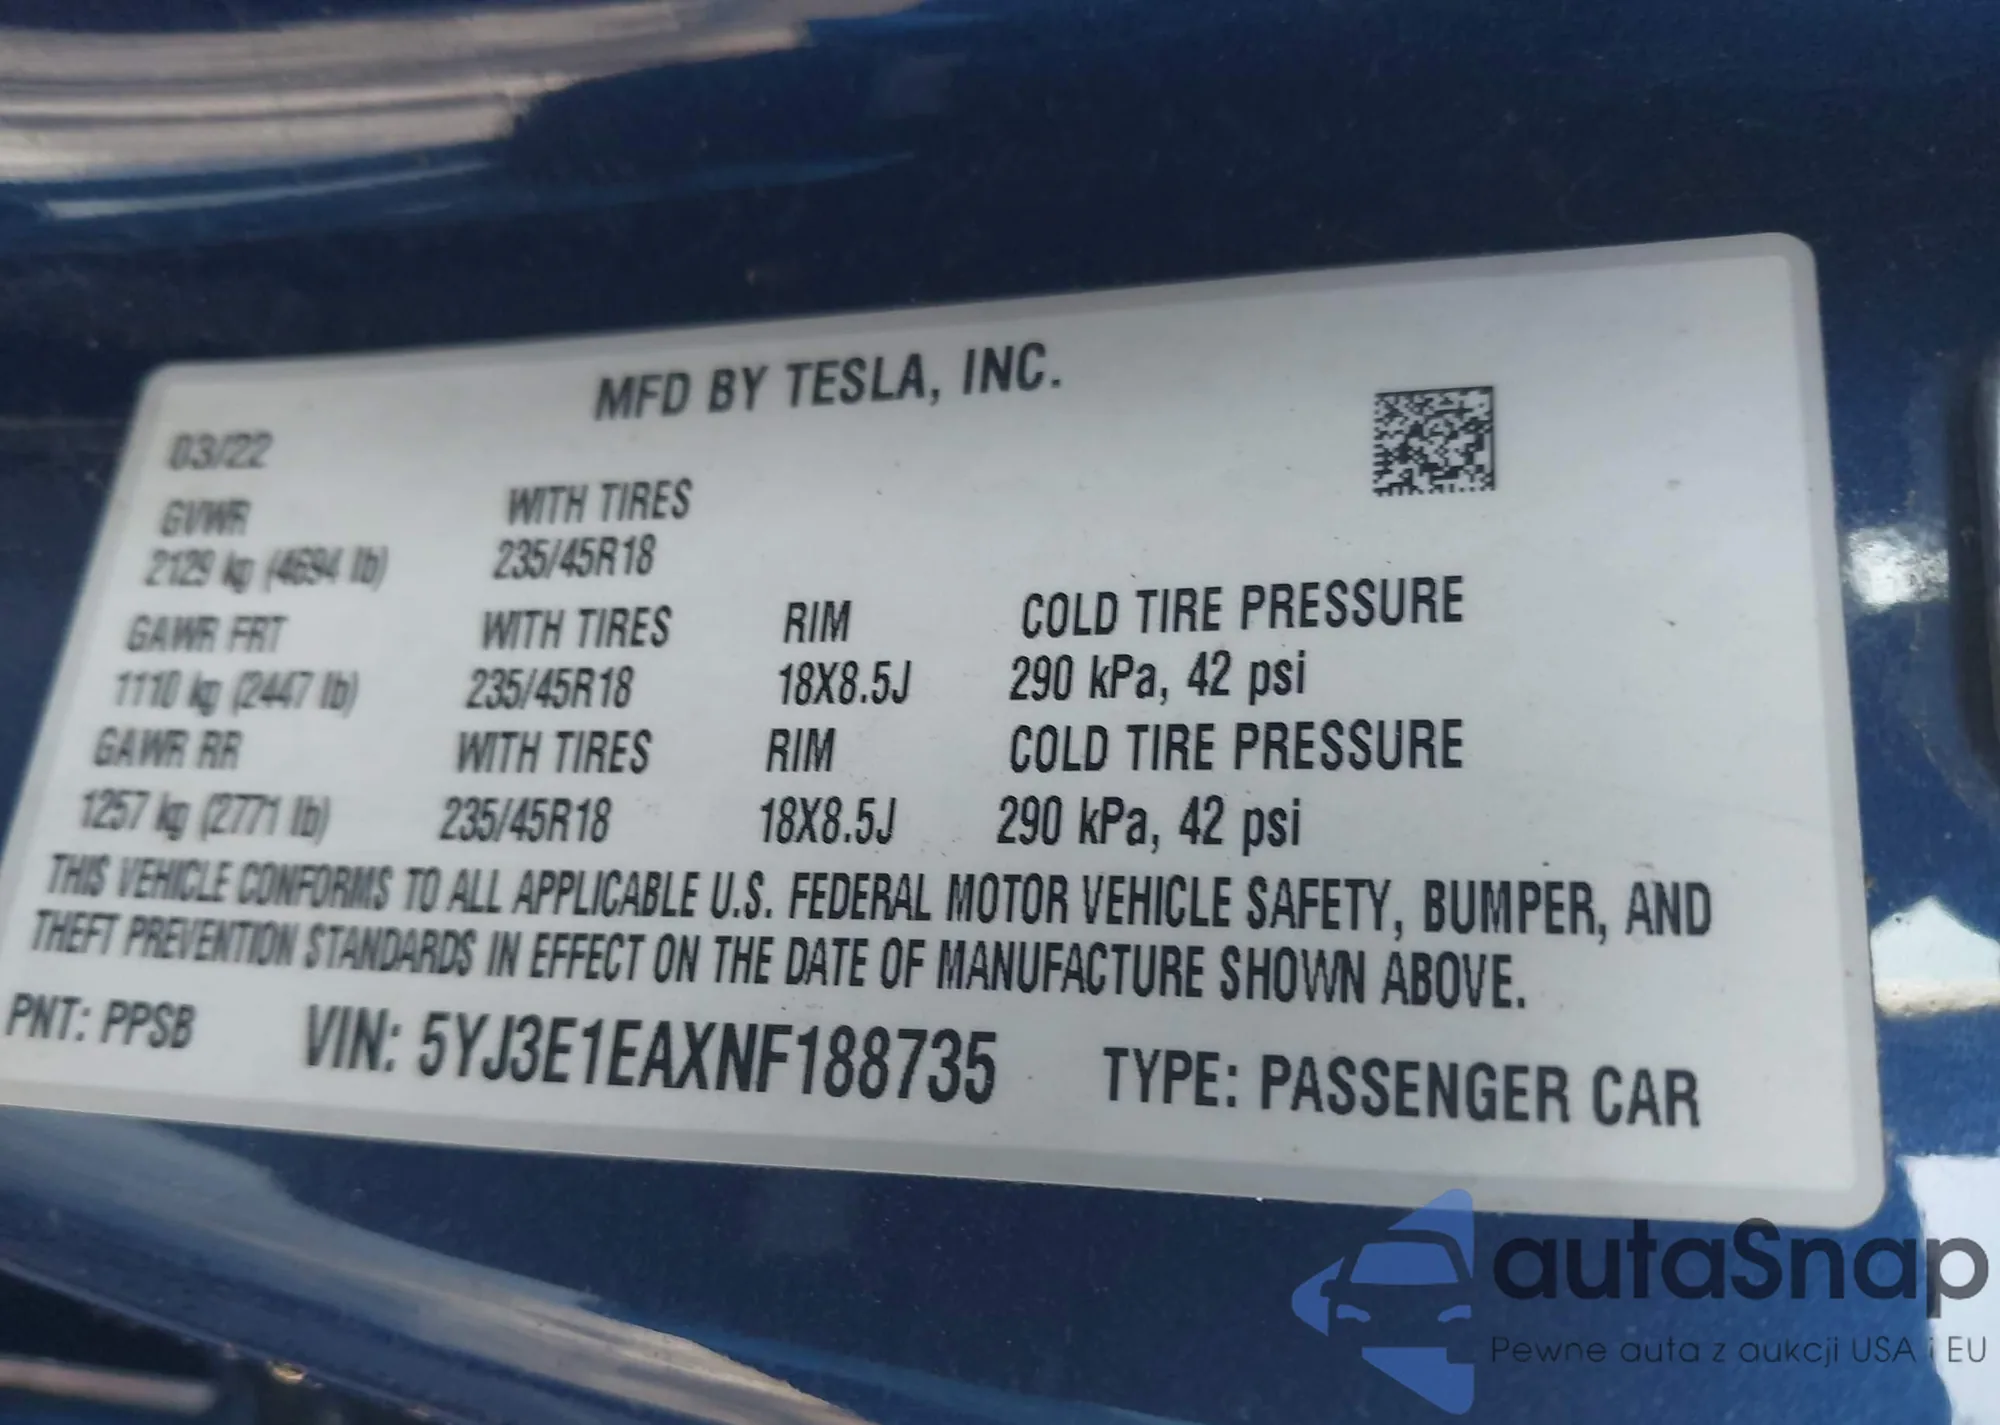 MFD BY TESLA, INC.
03/22
GVWR WITH TIRES
2129 kg (4694 lb) 235/45R18
GAWR FRT WITH TIRES RIM COLD TIRE PRESSURE
1110 kg (2447 lb) 235/45R18 18X8.5J 290 kPa, 42 psi
GAWR RR WITH TIRES RIM COLD TIRE PRESSURE
1257 kg (2771 lb) 235/45R18 18X8.5J 290 kPa, 42 psi
THIS VEHICLE CONFORMS TO ALL APPLICABLE U.S. FEDERAL MOTOR VEHICLE SAFETY, BUMPER, AND
THEFT PREVENTION STANDARDS IN EFFECT ON THE DATE OF MANUFACTURE SHOWN ABOVE.
PNT: PPSB VIN: 5YJ3E1EAXNF188735 TYPE: PASSENGER CAR
autaSnap
Pewne auta z aukcji USA i EU